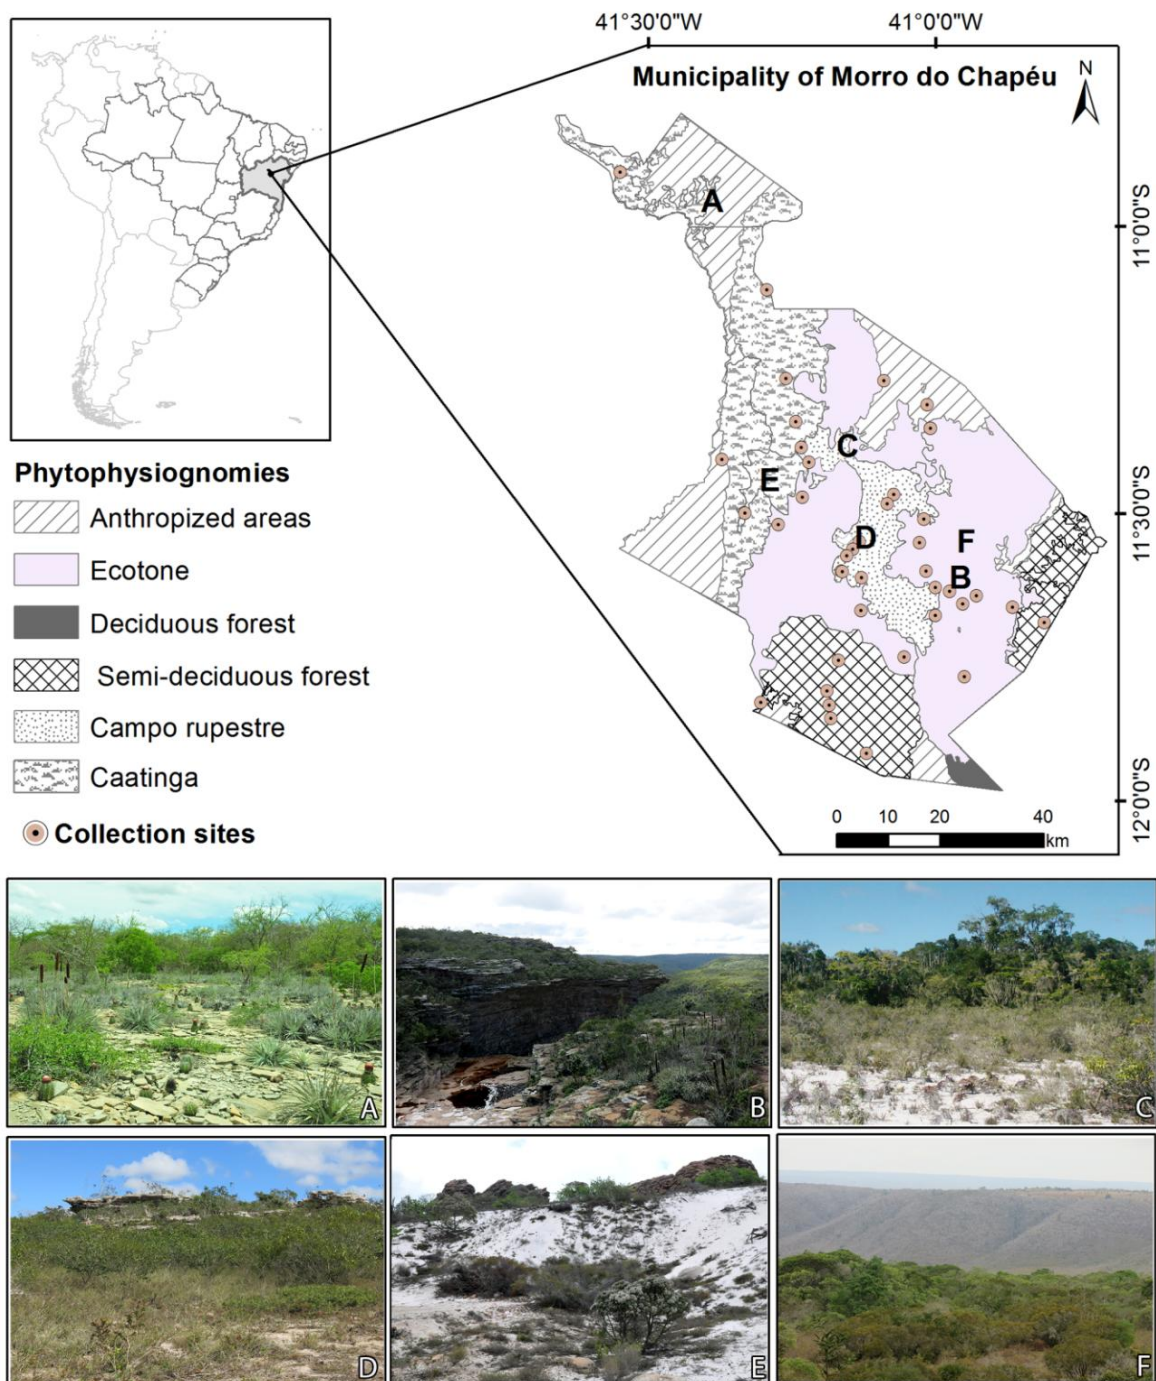 41°30'0"W
41°0'0"W
Municipality of Morro do Chapéu
N
A
11°0'0"S
C
E
11°30'0"S
D
F
B
12°0'0"S
0 10 20 40
km
Phytophysiognomies
Anthropized areas
Ecotone
Deciduous forest
Semi-deciduous forest
Campo rupestre
Caatinga
Collection sites
A
B
C
D
E
F